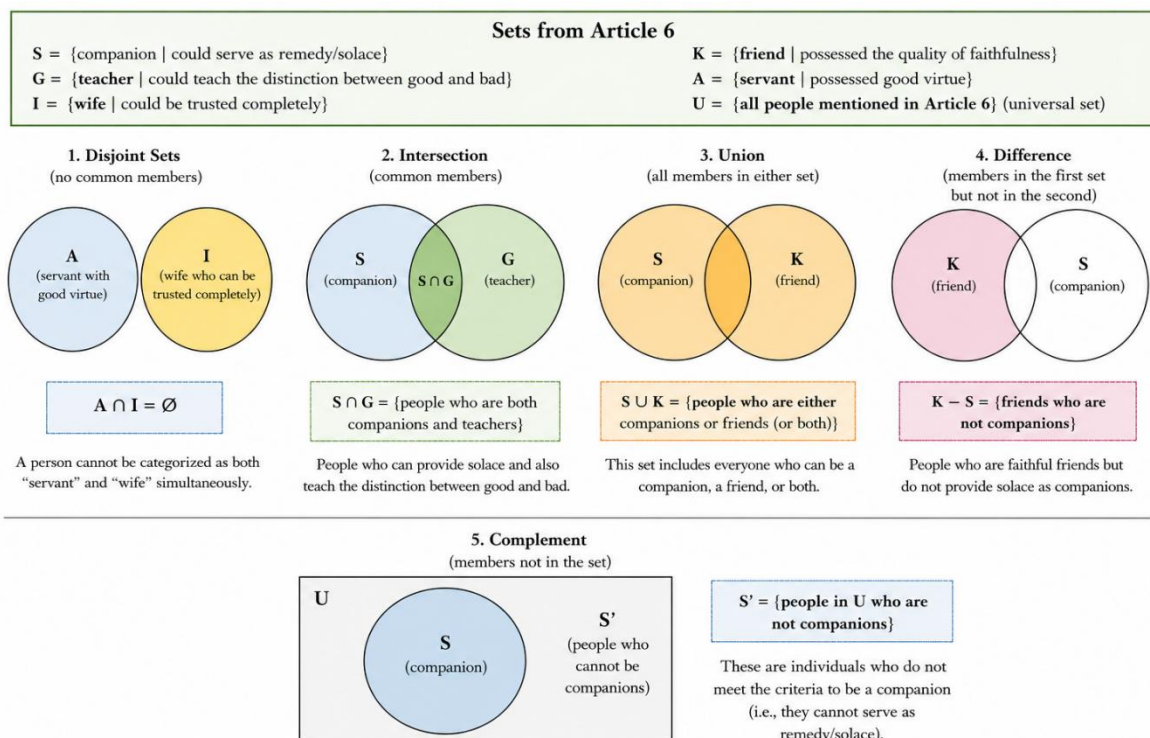 Sets from Article 6
S = {companion | could serve as remedy/solace}
G = {teacher | could teach the distinction between good and bad}
I = {wife | could be trusted completely}
K = {friend | possessed the quality of faithfulness}
A = {servant | possessed good virtue}
U = {all people mentioned in Article 6} (universal set)
1. Disjoint Sets
(no common members)
A
(servant with
good virtue)
I
(wife who can be
trusted completely)
A ∩ I = Ø
A person cannot be categorized as both
“servant” and “wife” simultaneously.
2. Intersection
(common members)
S
(companion)
S ∩ G
G
(teacher)
S ∩ G = {people who are both
companions and teachers}
People who can provide solace and also
teach the distinction between good and bad.
3. Union
(all members in either set)
S
(companion)
K
(friend)
S ∪ K = {people who are either
companions or friends (or both)}
This set includes everyone who can be a
companion, a friend, or both.
4. Difference
(members in the first set
but not in the second)
K
(friend)
S
(companion)
K − S = {friends who are
not companions}
People who are faithful friends but
do not provide solace as companions.
5. Complement
(members not in the set)
U
S
(companion)
S’
(people who
cannot be
companions)
S’ = {people in U who are
not companions}
These are individuals who do not
meet the criteria to be a companion
(i.e., they cannot serve as
remedy/solace).